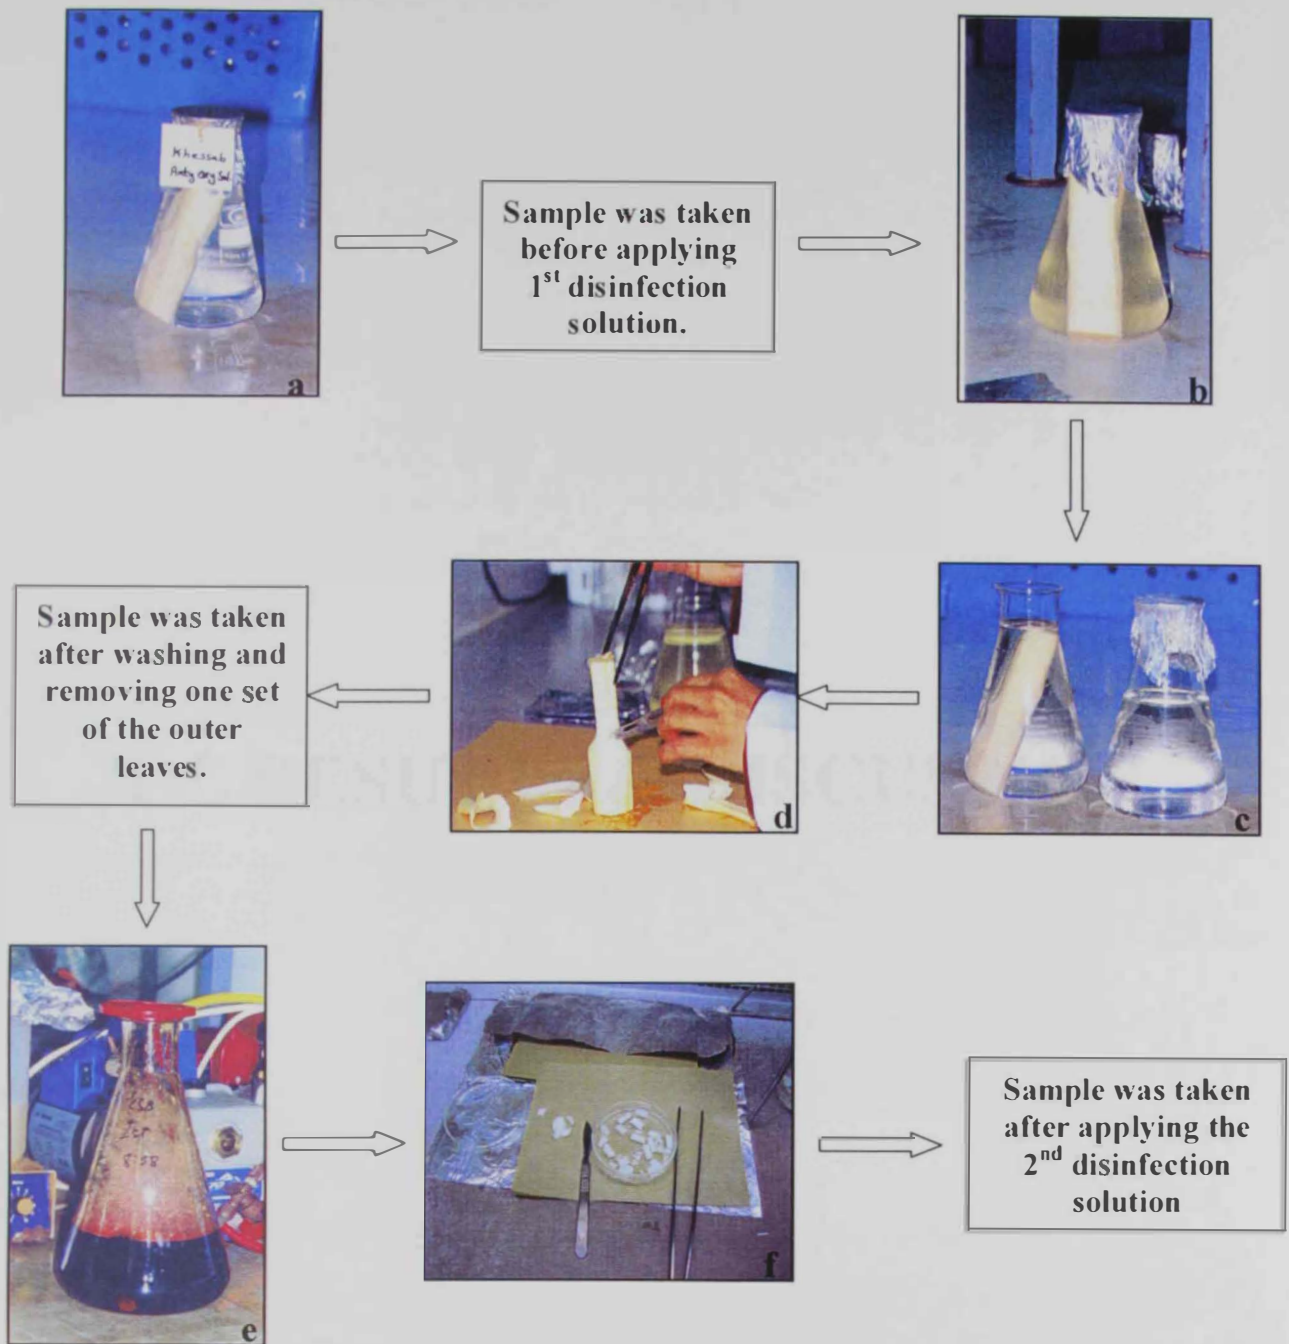 Khassab
a
Sample was taken
before applying
1st disinfection
solution.
b
c
d
Sample was taken
after washing and
removing one set
of the outer
leaves.
e
f
Sample was taken
after applying the
2nd disinfection
solution